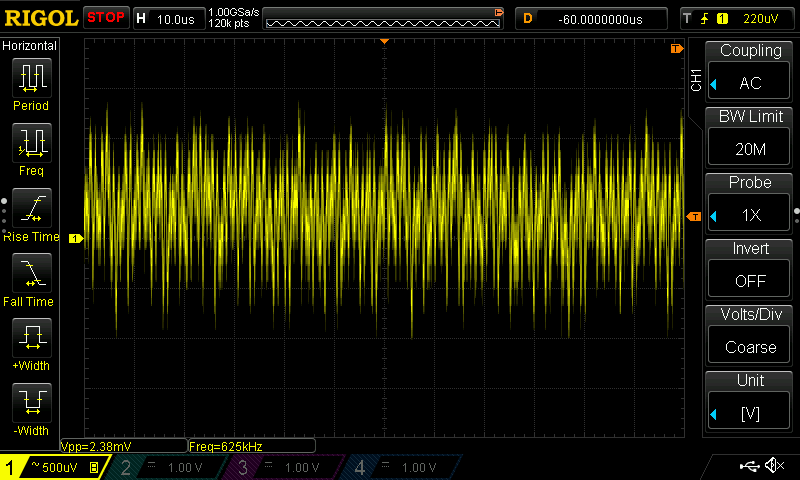 RIGOL STOP H 10.0us 1.00GSa/s D -60.0000000us T 1 220uV
120k pts
Horizontal
Period
Freq
Rise Time
Fall Time
+Width
-Width
T
1
T
CH1
Coupling
AC
BW Limit
20M
Probe
1X
Invert
OFF
Volts/Div
Coarse
Unit
[V]
Vpp=2.38mV Freq=625kHz
1 ~ 500uV B 2 1.00 V 3 1.00 V 4 1.00 V